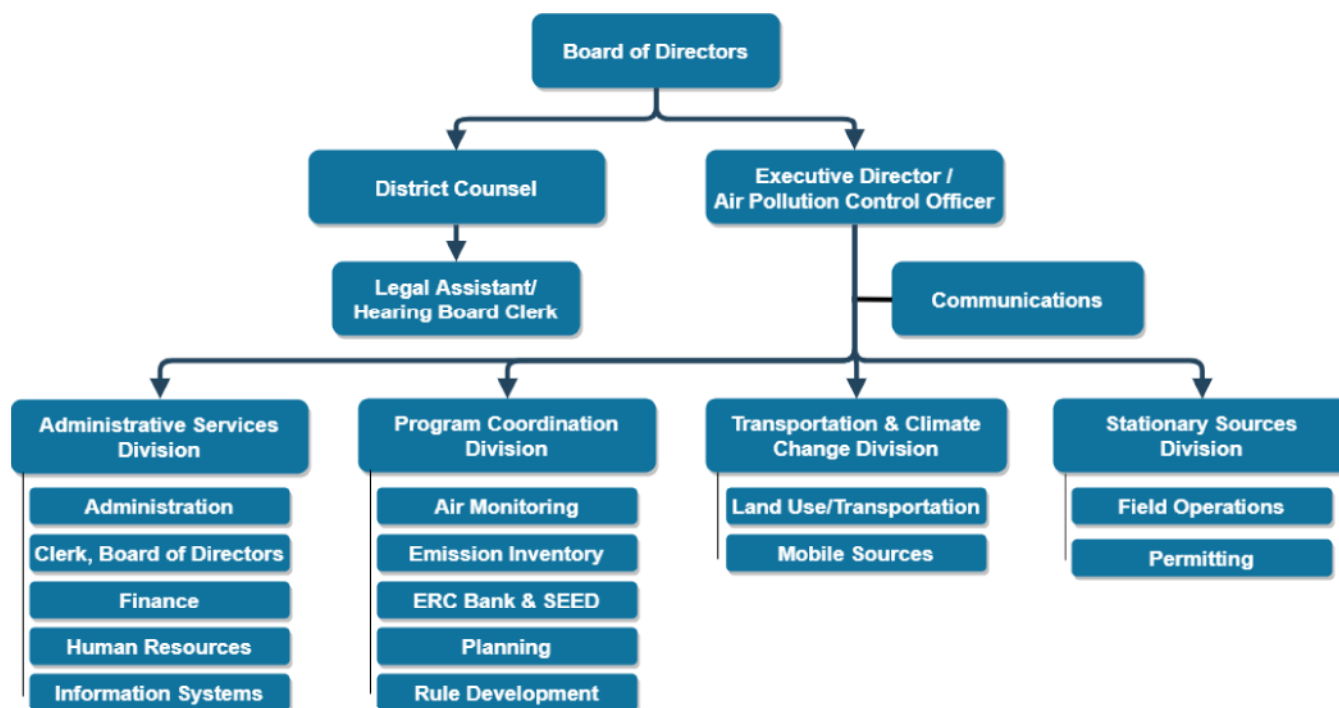 Board of Directors
District Counsel
Executive Director /
Air Pollution Control Officer
Legal Assistant/
Hearing Board Clerk
Communications
Administrative Services
Division
Program Coordination
Division
Transportation & Climate
Change Division
Stationary Sources
Division
Administration
Clerk, Board of Directors
Finance
Human Resources
Information Systems
Air Monitoring
Emission Inventory
ERC Bank & SEED
Planning
Rule Development
Land Use/Transportation
Mobile Sources
Field Operations
Permitting